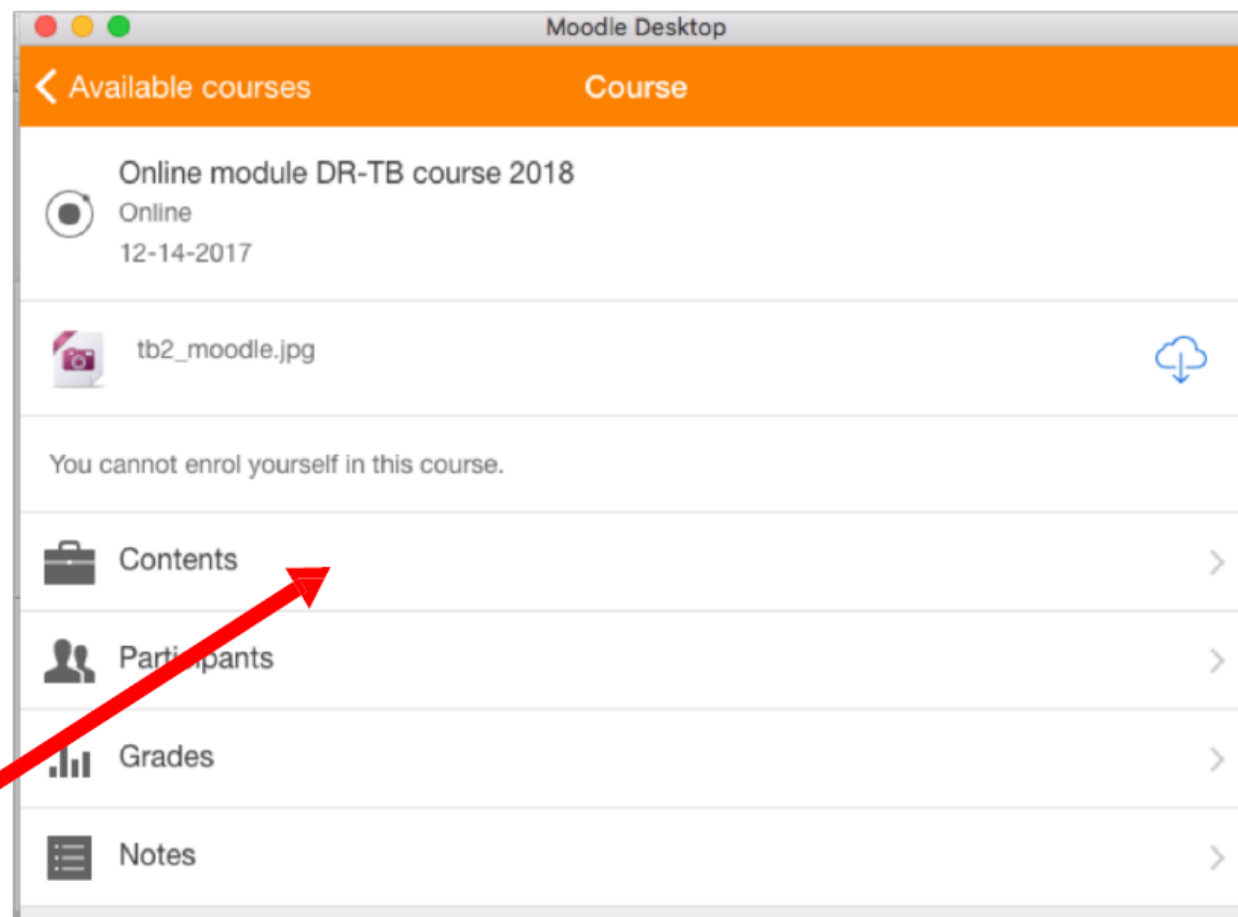 Moodle Desktop
Available courses
Course
Online module DR-TB course 2018
Online
12-14-2017
tb2_moodle.jpg
You cannot enrol yourself in this course.
Contents
Participants
Grades
Notes